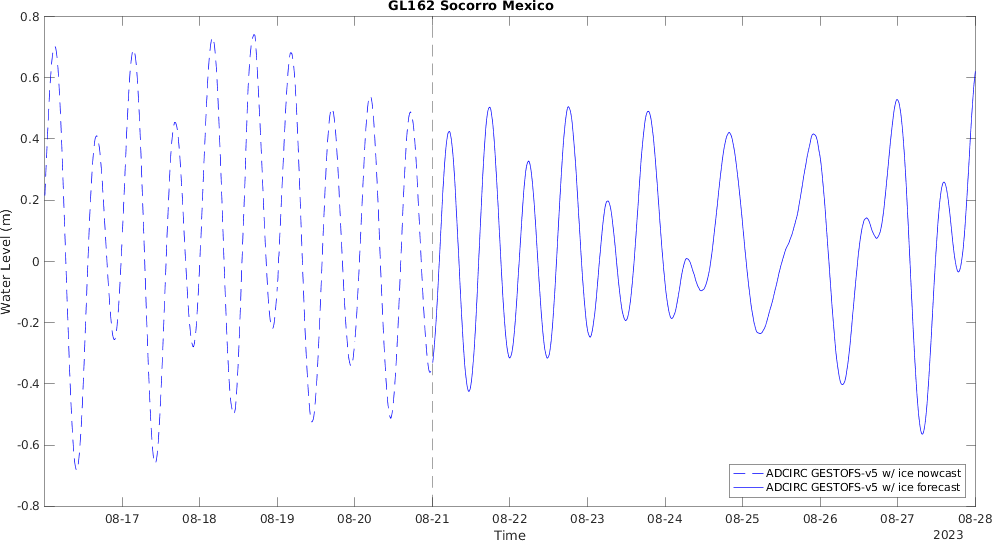 GL162 Socorro Mexico
0.8
0.6
0.4
0.2
0
-0.2
-0.4
-0.6
-0.8
Water Level (m)
ADCIRC GESTOFS-v5 w/ ice nowcast
ADCIRC GESTOFS-v5 w/ ice forecast
08-17 08-18 08-19 08-20 08-21 08-22 08-23 08-24 08-25 08-26 08-27 08-28
Time
2023